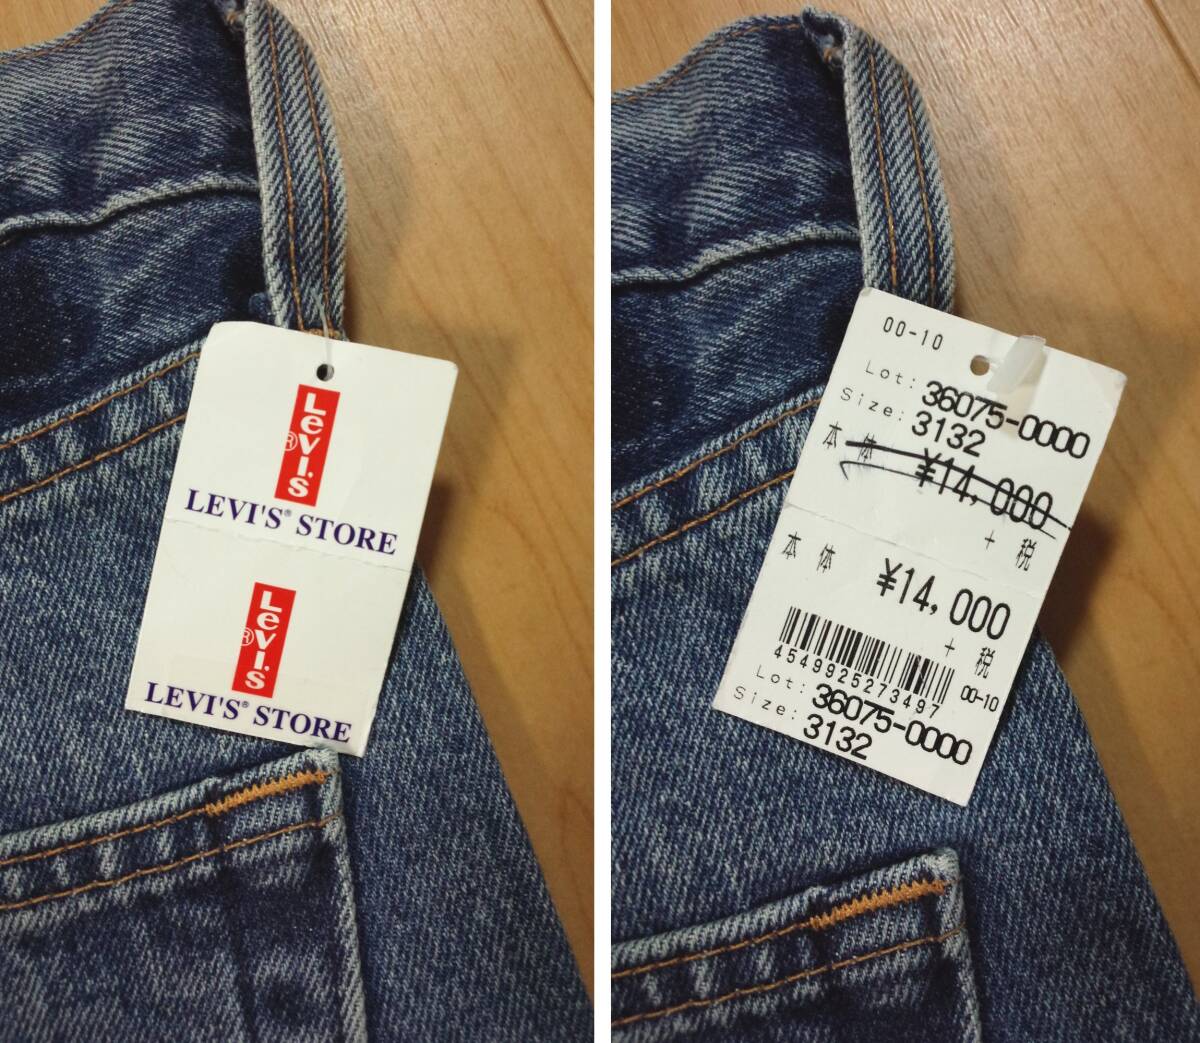 Levi's
®
LEVI'S® STORE
Levi's
®
LEVI'S® STORE
00-10
Lot: 36075-0000
Size: 3132
本体 ¥14,000
+ 税
本体 ¥14,000
+ 税
4549925273497 00-10
Lot: 36075-0000
Size: 3132